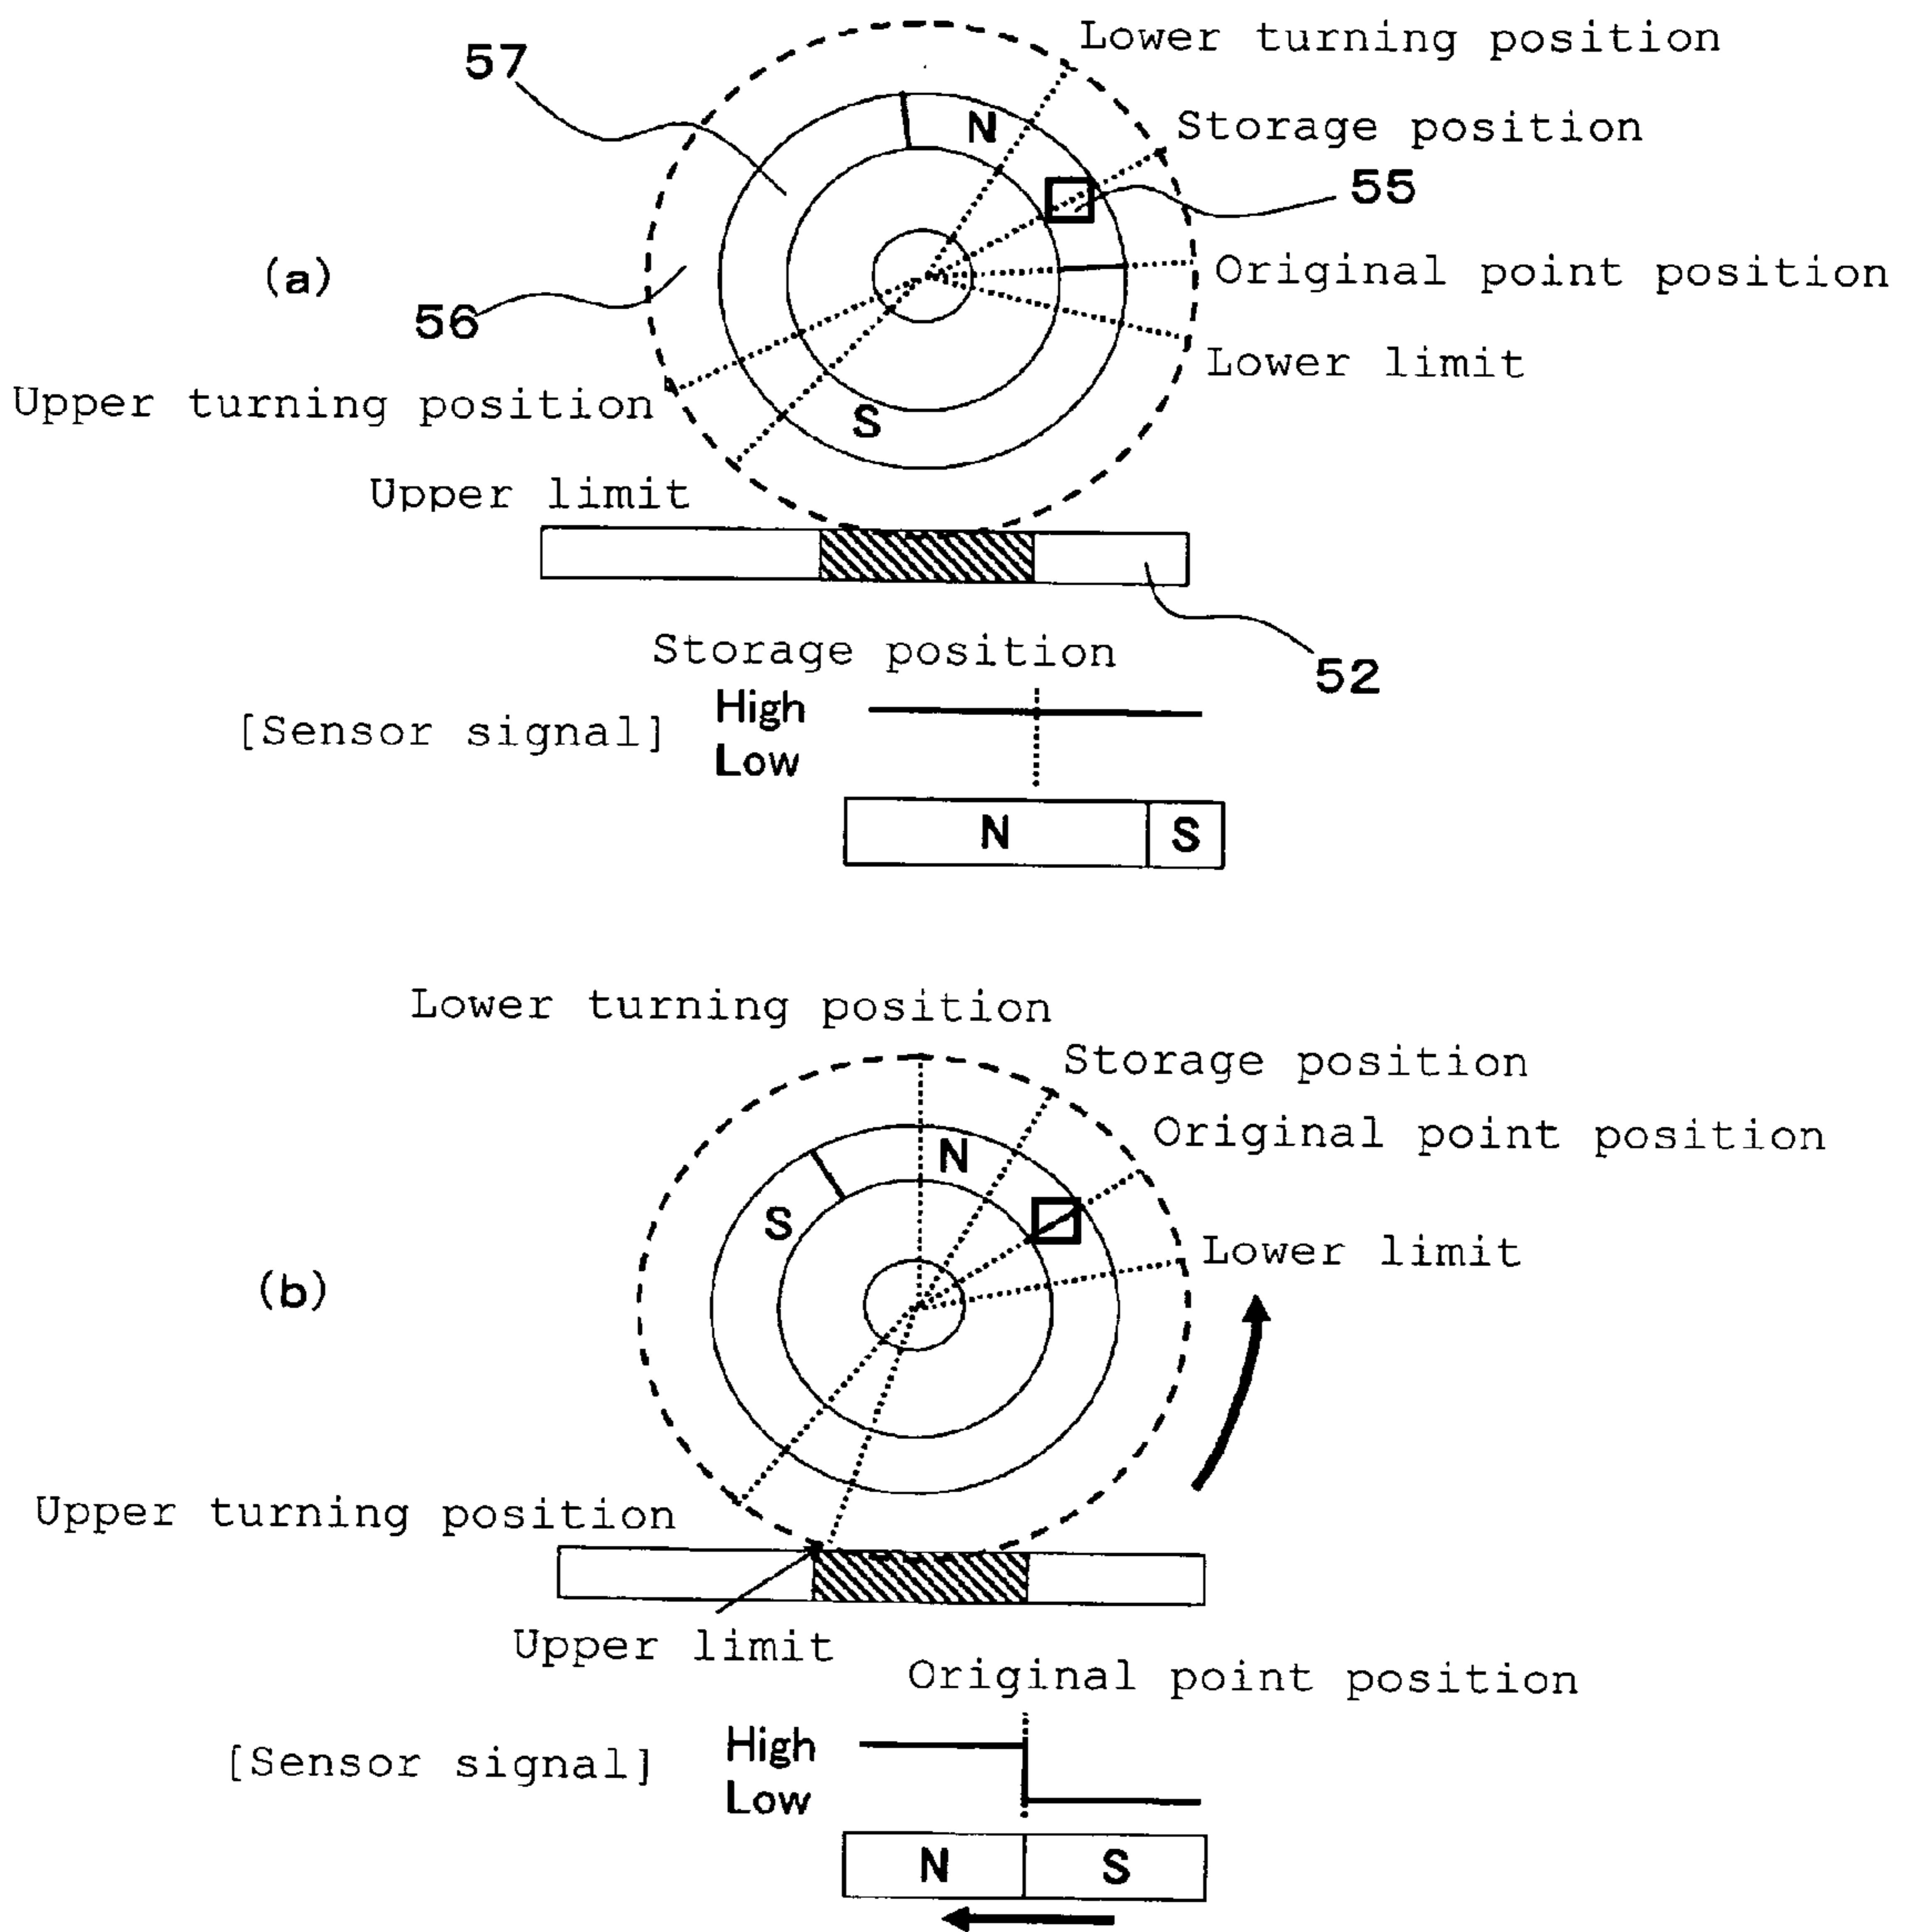 Lower turning position
57
N
Storage position
55
(a)
Original point position
56
Lower limit
Upper turning position
S
Upper limit
52
Storage position
[Sensor signal]
High
Low
N S
Lower turning position
Storage position
Original point position
N
S
Lower limit
(b)
Upper turning position
Upper limit
Original point position
[Sensor signal]
High
Low
N S